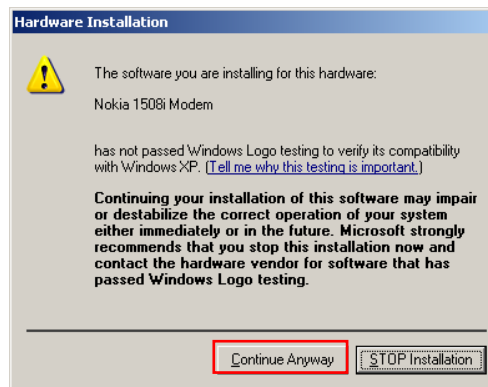 Hardware Installation
The software you are installing for this hardware:
Nokia 1508i Modem
has not passed Windows Logo testing to verify its compatibility
with Windows XP. (Tell me why this testing is important.)
Continuing your installation of this software may impair
or destabilize the correct operation of your system
either immediately or in the future. Microsoft strongly
recommends that you stop this installation now and
contact the hardware vendor for software that has
passed Windows Logo testing.
Continue Anyway
STOP Installation